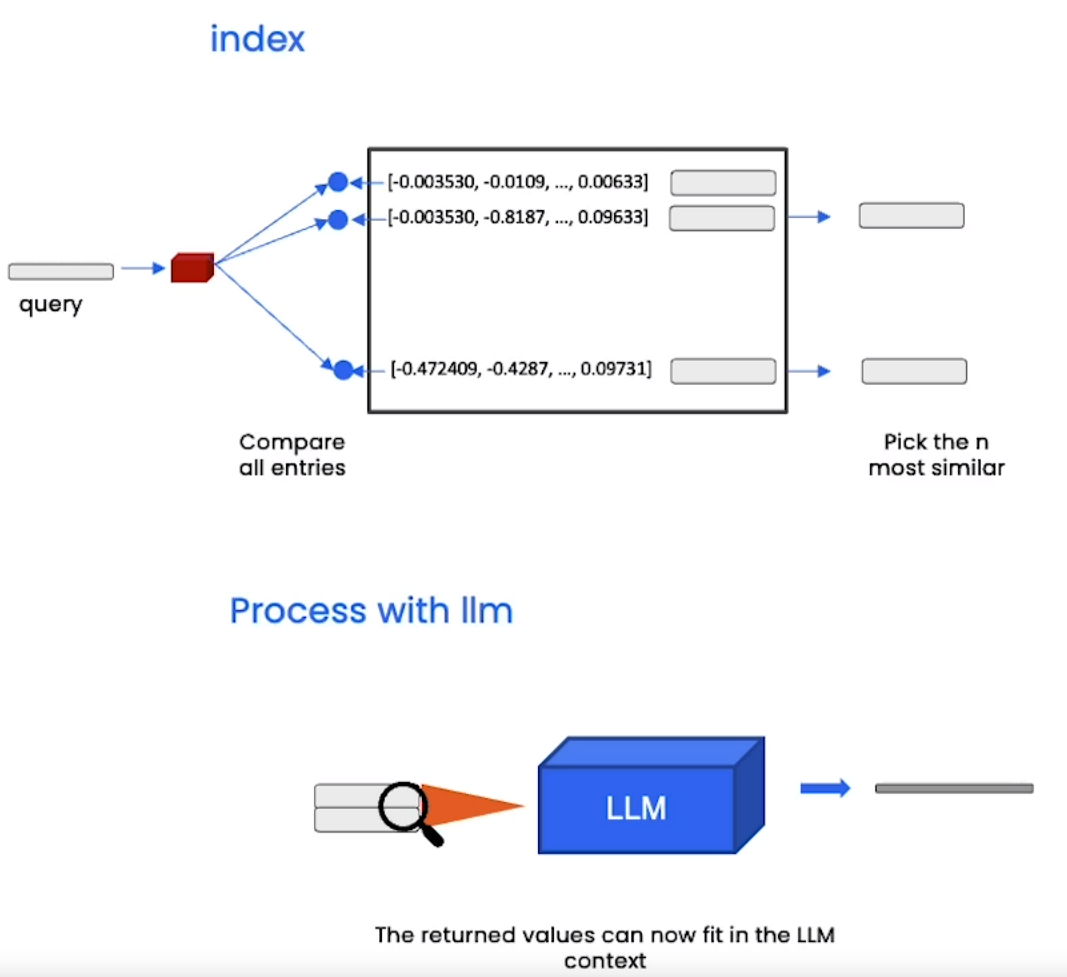 index
[-0.003530, -0.0109, ..., 0.00633]
[-0.003530, -0.8187, ..., 0.09633]
query
[-0.472409, -0.4287, ..., 0.09731]
Compare
all entries
Pick the n
most similar
Process with llm
LLM
The returned values can now fit in the LLM
context